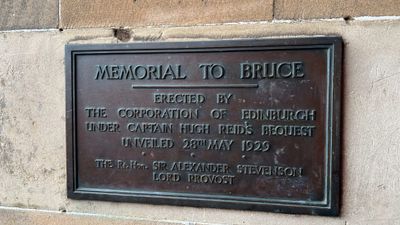 MEMORIAL TO BRUCE
ERECTED BY
THE CORPORATION OF EDINBURGH
UNDER CAPTAIN HUGH REID'S BEQUEST
UNVEILED 28TH MAY 1929
THE RT. HON. SIR ALEXANDER STEVENSON
LORD PROVOST